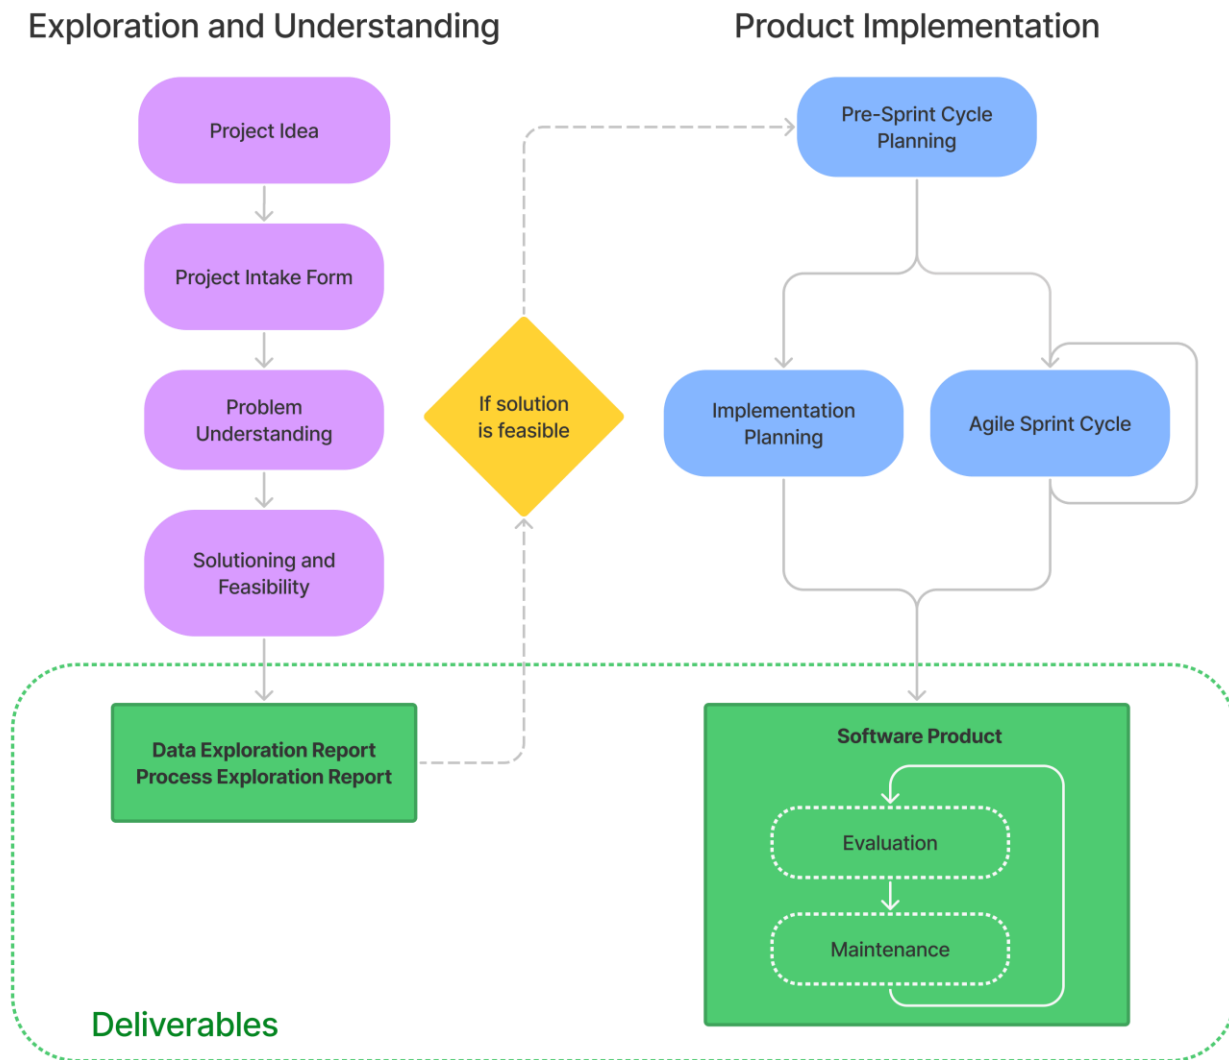 Exploration and Understanding
Product Implementation
Project Idea
Project Intake Form
Problem
Understanding
Solutioning and
Feasibility
Data Exploration Report
Process Exploration Report
If solution
is feasible
Pre-Sprint Cycle
Planning
Implementation
Planning
Agile Sprint Cycle
Software Product
Evaluation
Maintenance
Deliverables